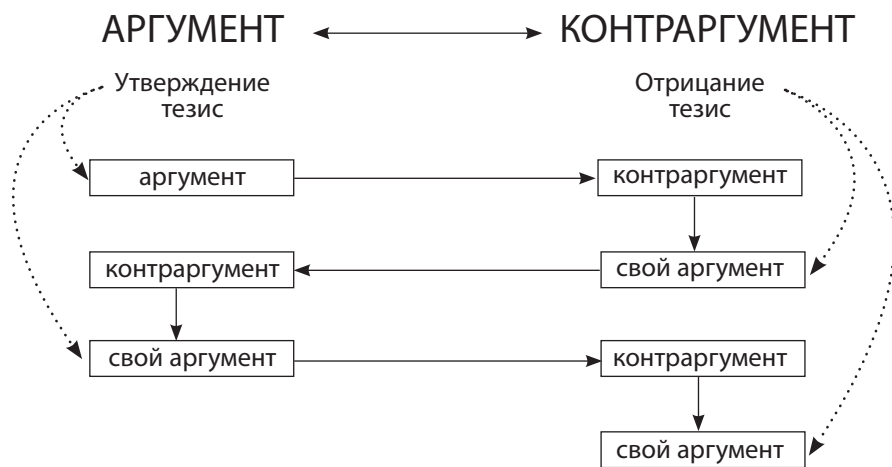 АРГУМЕНТ КОНТРАРГУМЕНТ
Утверждение Отрицание
тезис тезис
аргумент контраргумент
контраргумент свой аргумент
свой аргумент контраргумент
свой аргумент